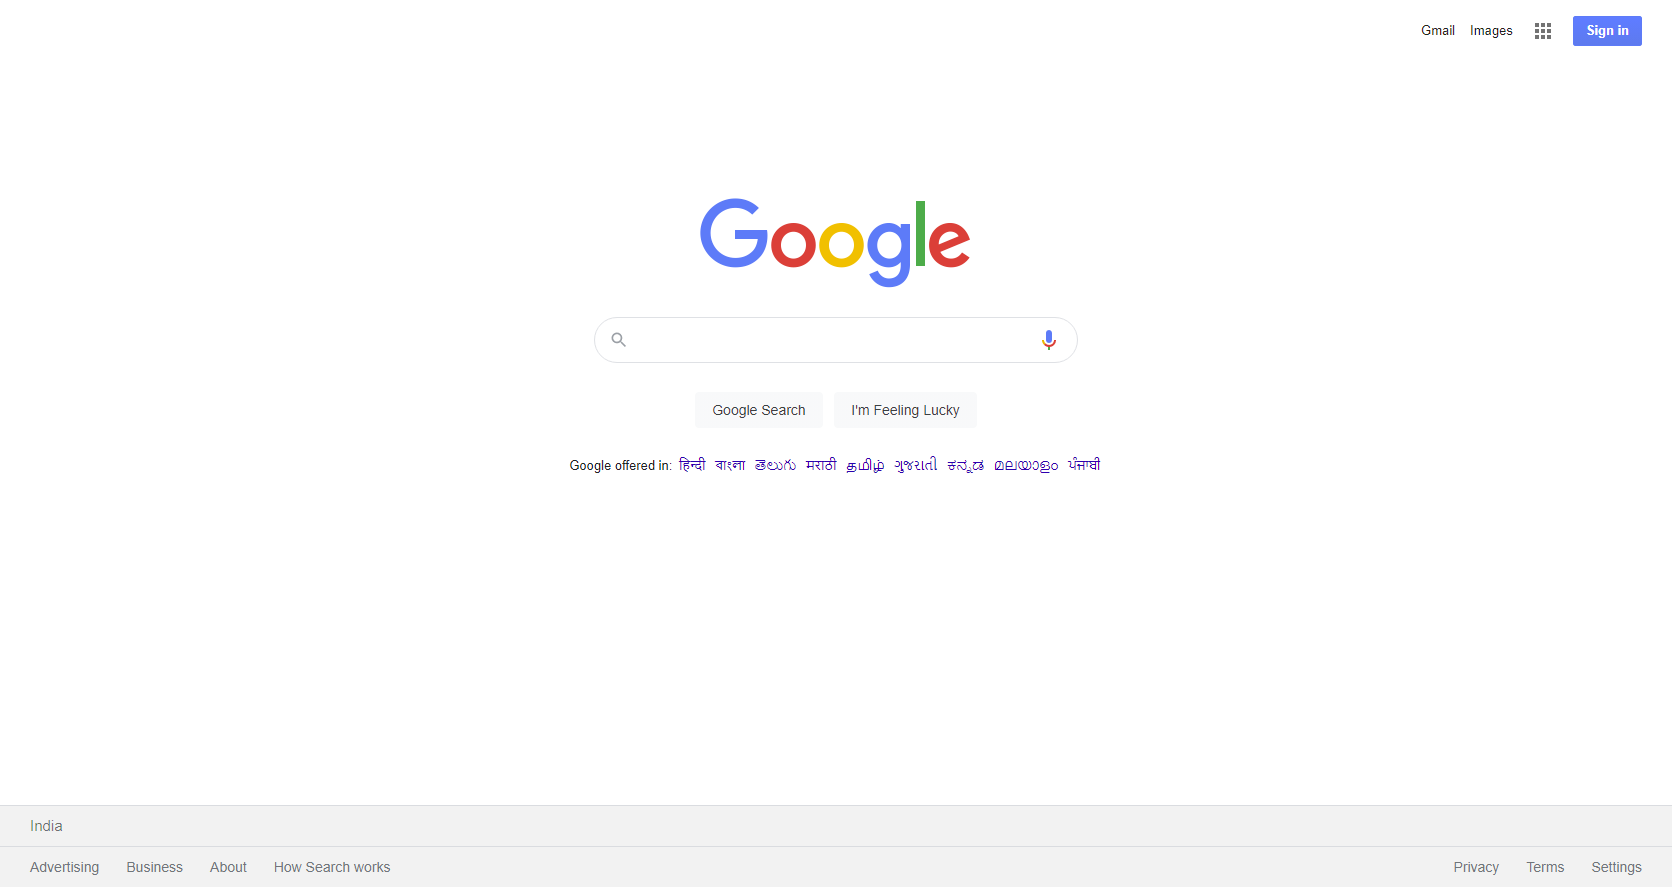 Gmail Images Sign in
Google
Google Search I'm Feeling Lucky
Google offered in: हिन्दी বাংলা తెలుగు मराठी தமிழ் ગુજરાતી ಕನ್ನಡ മലയാളം ਪੰਜਾਬੀ
India
Advertising Business About How Search works Privacy Terms Settings